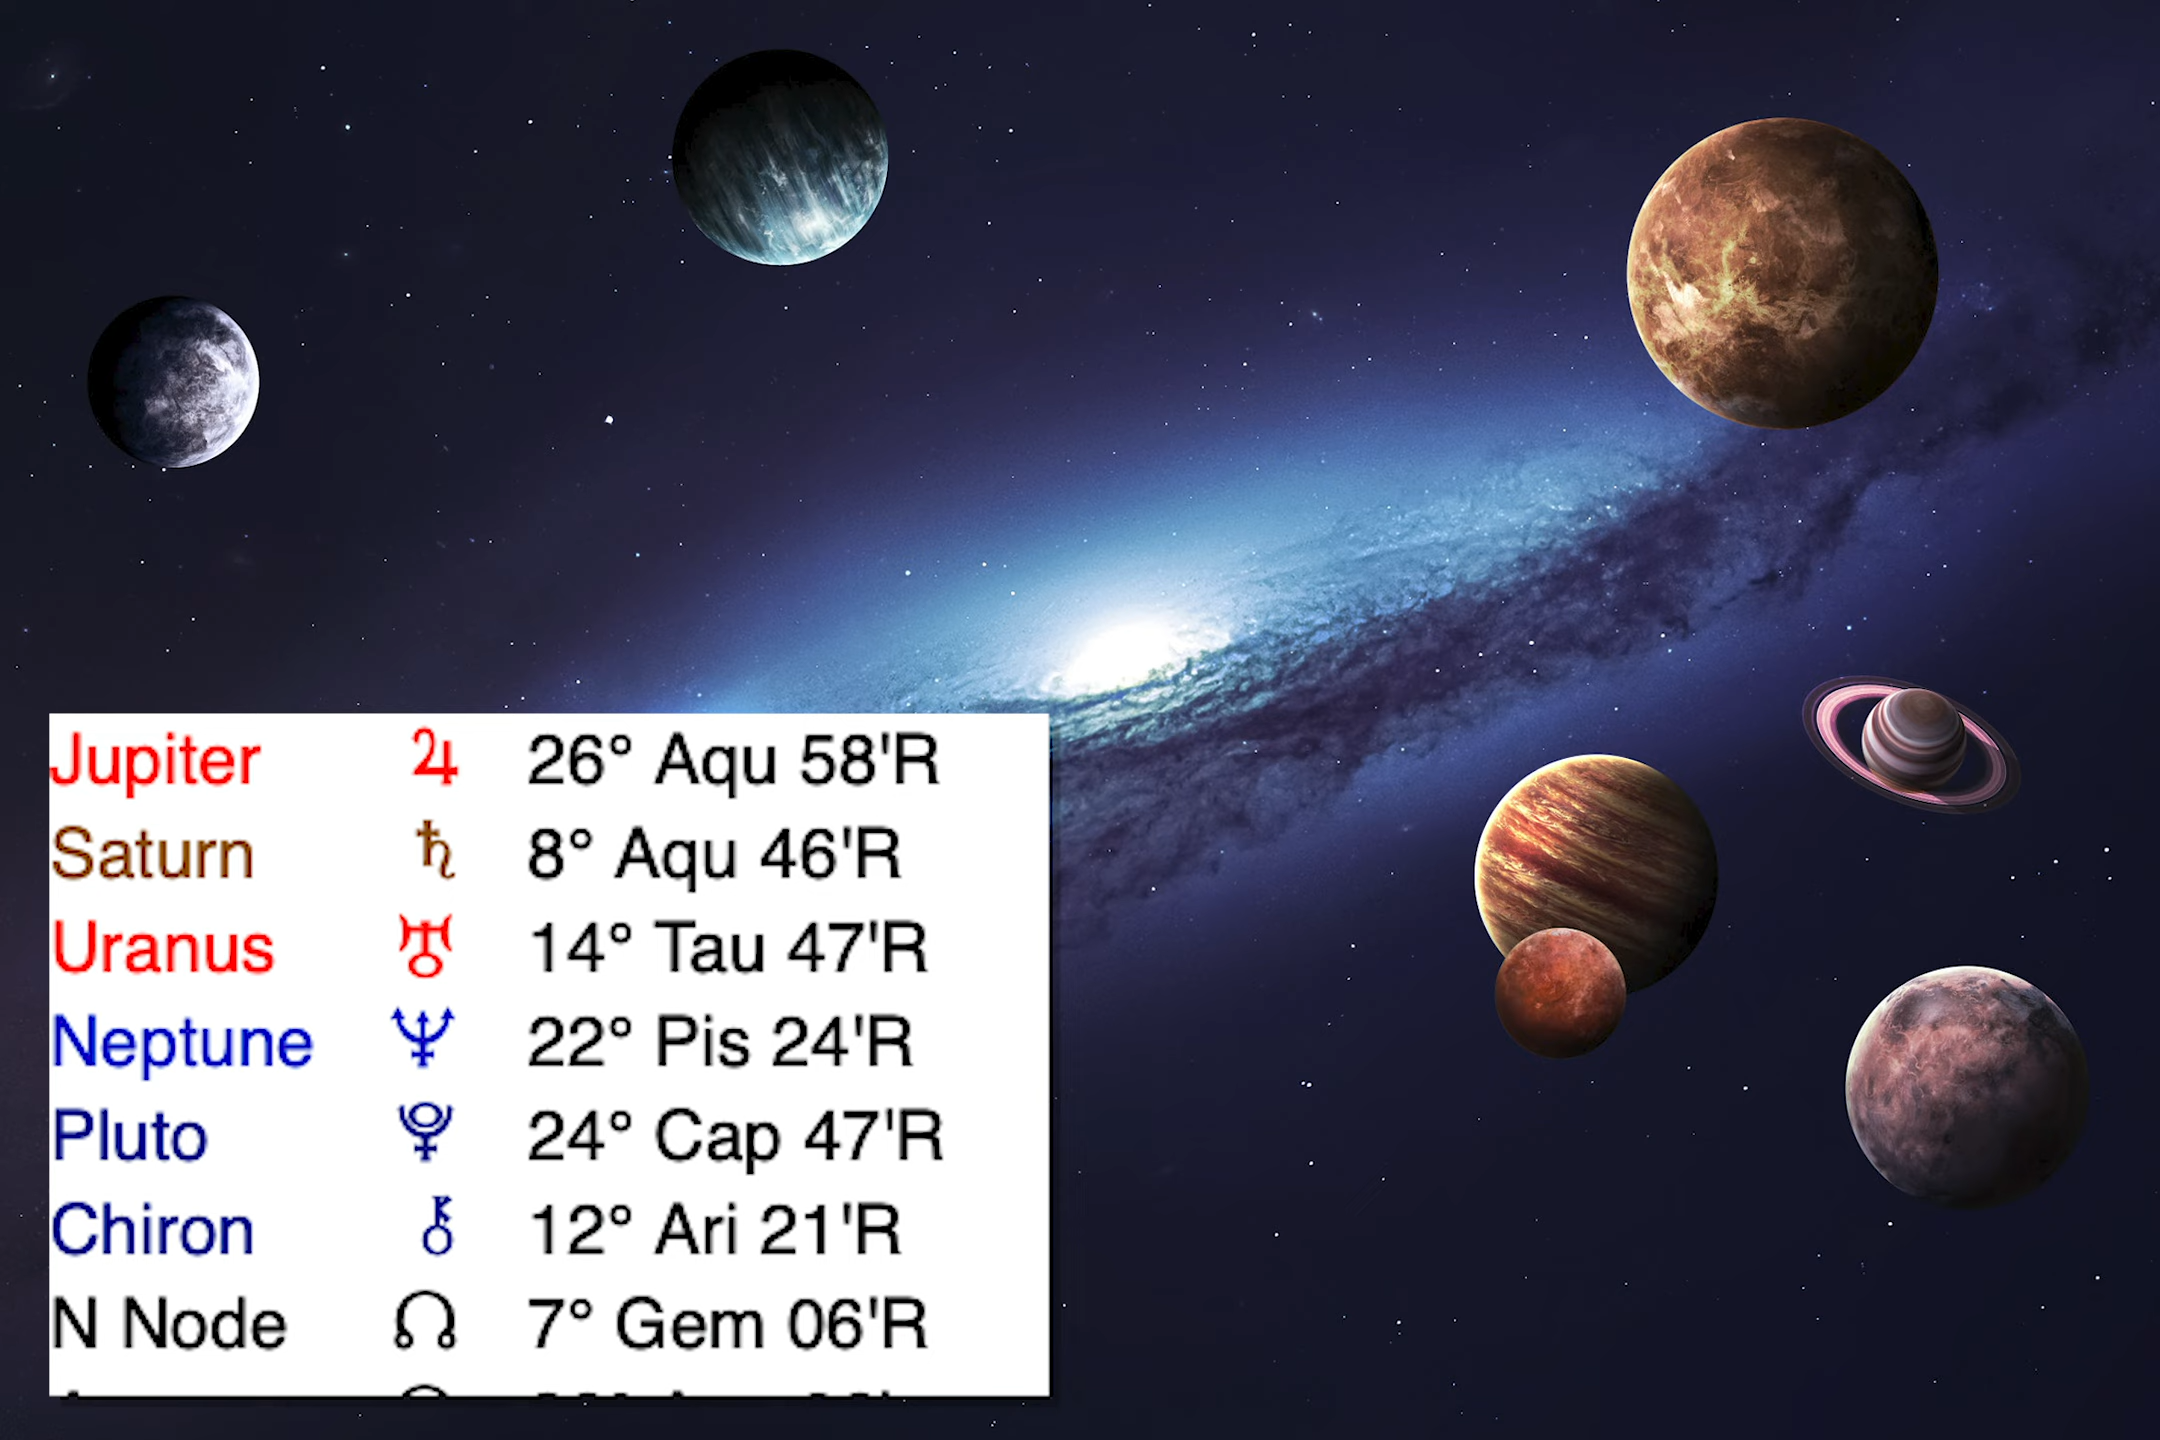 Jupiter ♃ 26° Aqu 58'R
Saturn ♄ 8° Aqu 46'R
Uranus ♅ 14° Tau 47'R
Neptune ♆ 22° Pis 24'R
Pluto ⯓ 24° Cap 47'R
Chiron ⚷ 12° Ari 21'R
N Node ☊ 7° Gem 06'R